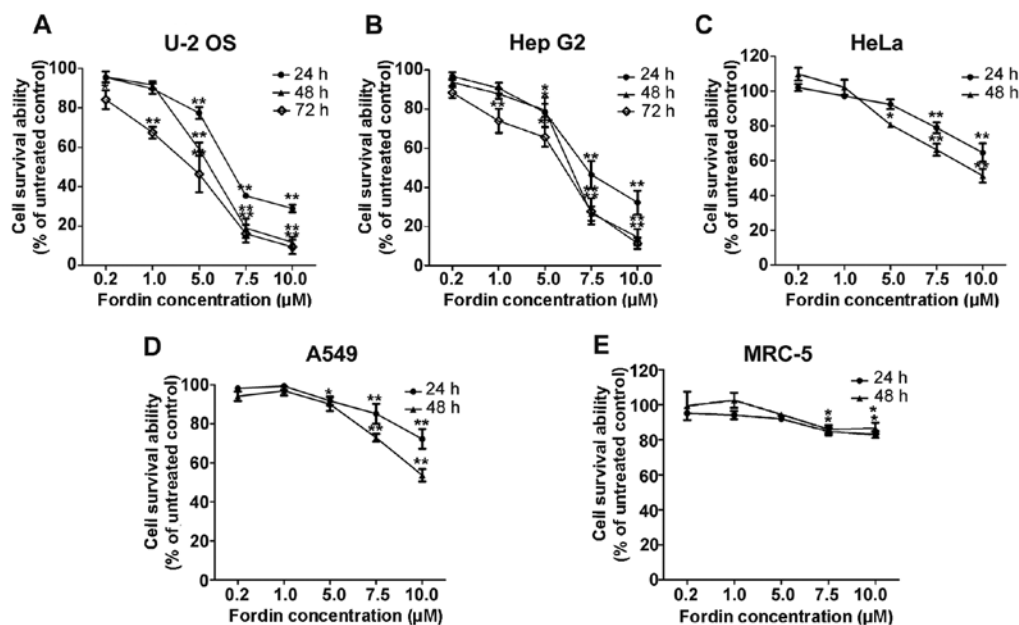 A
U-2 OS
Cell survival ability
(% of untreated control)
100
80
60
40
20
0
24 h
48 h
72 h
**
**
**
**
**
**
**
**
**
0.2 1.0 5.0 7.5 10.0
Fordin concentration (μM)
B
Hep G2
Cell survival ability
(% of untreated control)
100
80
60
40
20
0
24 h
48 h
72 h
*
*
**
**
**
**
**
**
**
**
0.2 1.0 5.0 7.5 10.0
Fordin concentration (μM)
C
HeLa
Cell survival ability
(% of untreated control)
120
100
80
60
40
20
0
24 h
48 h
*
**
**
**
**
0.2 1.0 5.0 7.5 10.0
Fordin concentration (μM)
D
A549
Cell survival ability
(% of untreated control)
100
80
60
40
20
0
24 h
48 h
*
**
**
**
**
0.2 1.0 5.0 7.5 10.0
Fordin concentration (μM)
E
MRC-5
Cell survival ability
(% of untreated control)
100
80
60
40
20
0
24 h
48 h
*
*
*
*
0.2 1.0 5.0 7.5 10.0
Fordin concentration (μM)